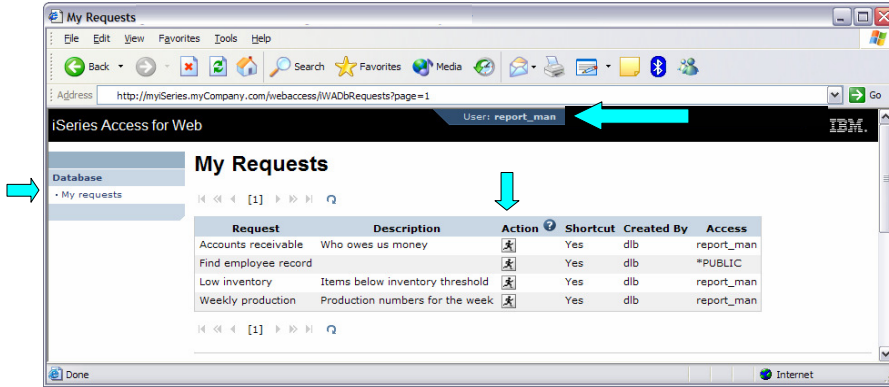 My Requests
File Edit View Favorites Tools Help
Back Search Favorites Media
Address http://myiSeries.myCompany.com/webaccess/iWADbRequests?page=1 Go
User: report_man
iSeries Access for Web IBM.
My Requests
Database
• My requests
[1]
Request Description Action ? Shortcut Created By Access
Accounts receivable Who owes us money Yes dlb report_man
Find employee record Yes dlb *PUBLIC
Low inventory Items below inventory threshold Yes dlb report_man
Weekly production Production numbers for the week Yes dlb report_man
[1]
Done Internet